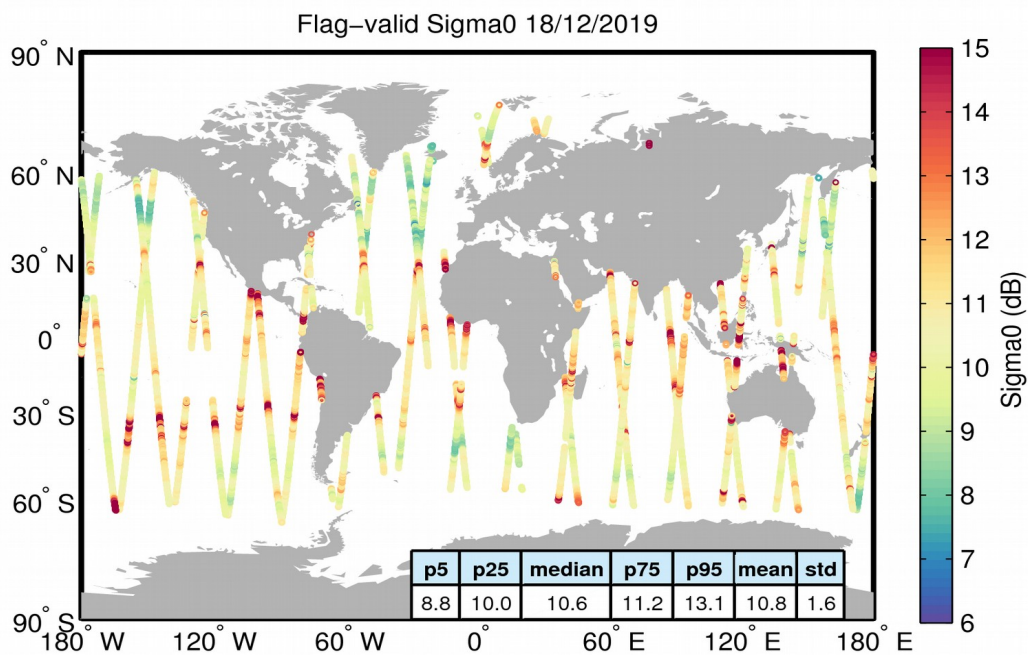 Flag−valid Sigma0 18/12/2019
90° N
60° N
30° N
0°
30° S
60° S
90° S
180° W
120° W
60° W
0°
60° E
120° E
180° E
15
14
13
12
11
10
9
8
7
6
Sigma0 (dB)
p5 p25 median p75 p95 mean std
8.8 10.0 10.6 11.2 13.1 10.8 1.6